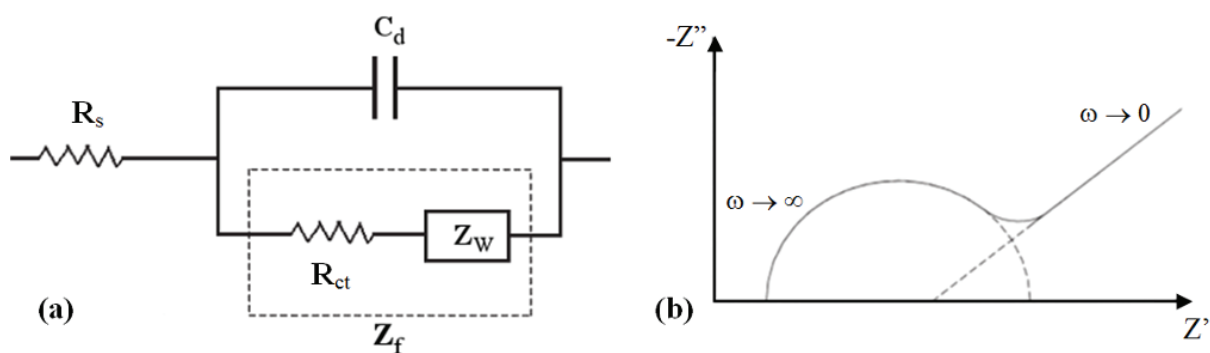 C_d
R_s
Z_W
R_ct
(a)
Z_f
-Z”
ω → 0
ω → ∞
(b)
Z’